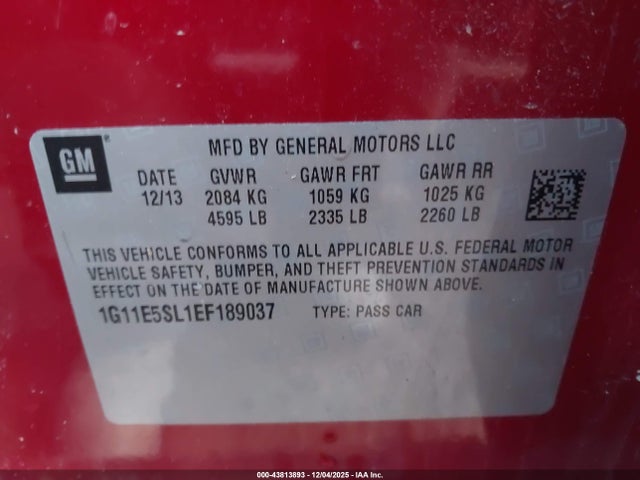 GM
MFD BY GENERAL MOTORS LLC
DATE GVWR GAWR FRT GAWR RR
12/13 2084 KG 1059 KG 1025 KG
4595 LB 2335 LB 2260 LB
THIS VEHICLE CONFORMS TO ALL APPLICABLE U.S. FEDERAL MOTOR
VEHICLE SAFETY, BUMPER, AND THEFT PREVENTION STANDARDS IN
EFFECT ON THE DATE OF MANUFACTURE SHOWN ABOVE.
1G11E5SL1EF189037 TYPE: PASS CAR
000-43813893 - 12/04/2025 - IAA Inc.